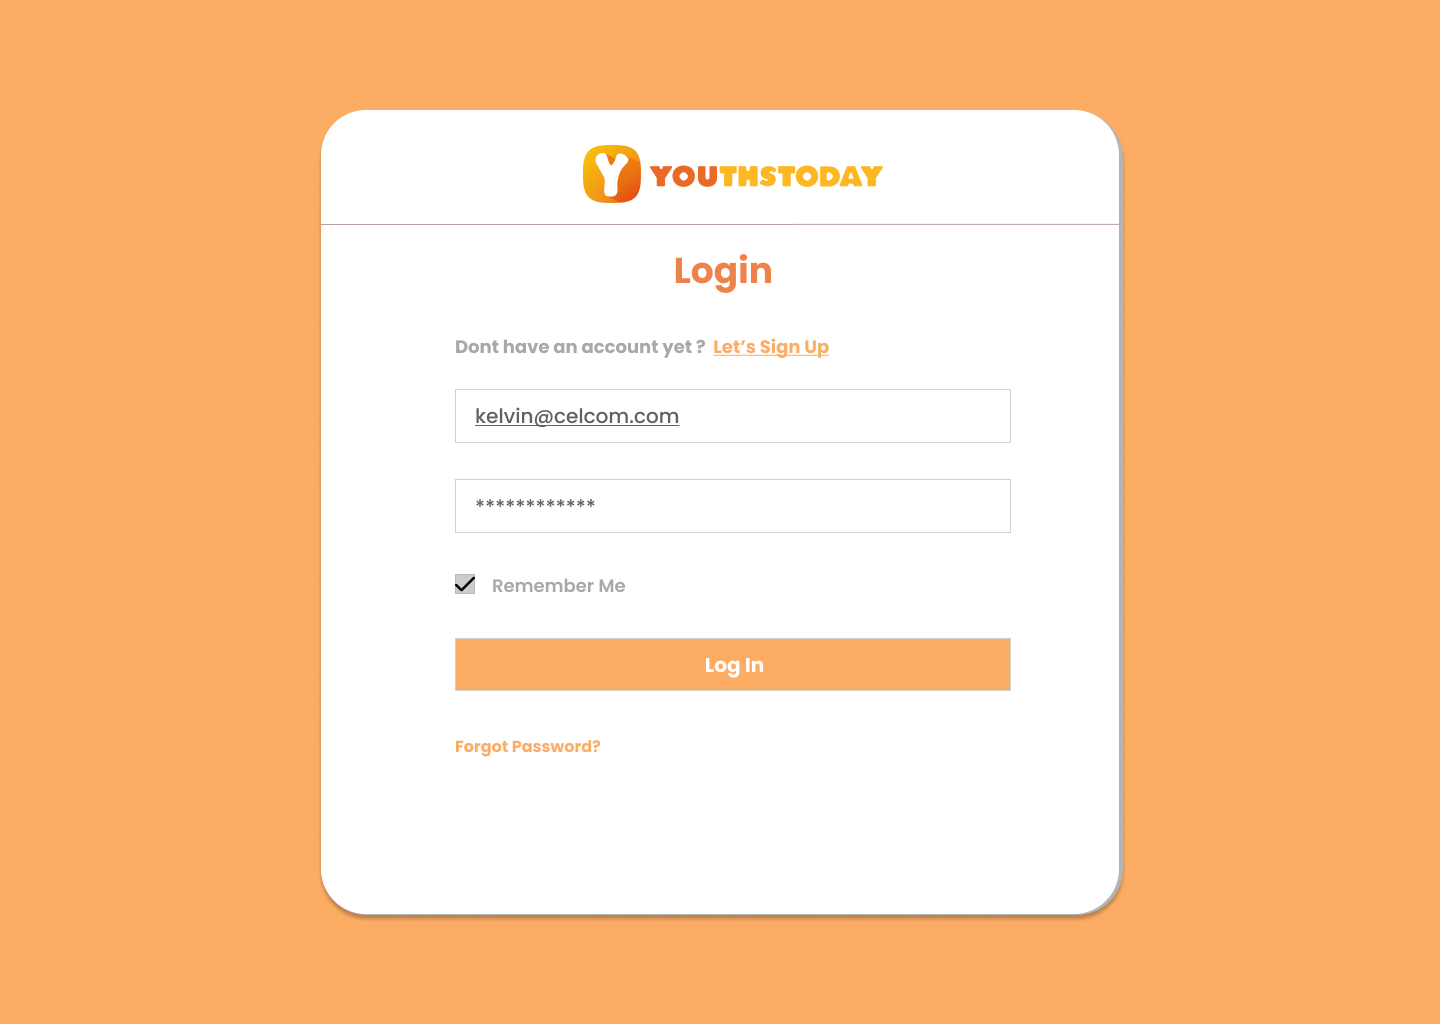 Y YOUTHSTODAY
Login
Dont have an account yet ? Let’s Sign Up
kelvin@celcom.com
************
Remember Me
Log In
Forgot Password?